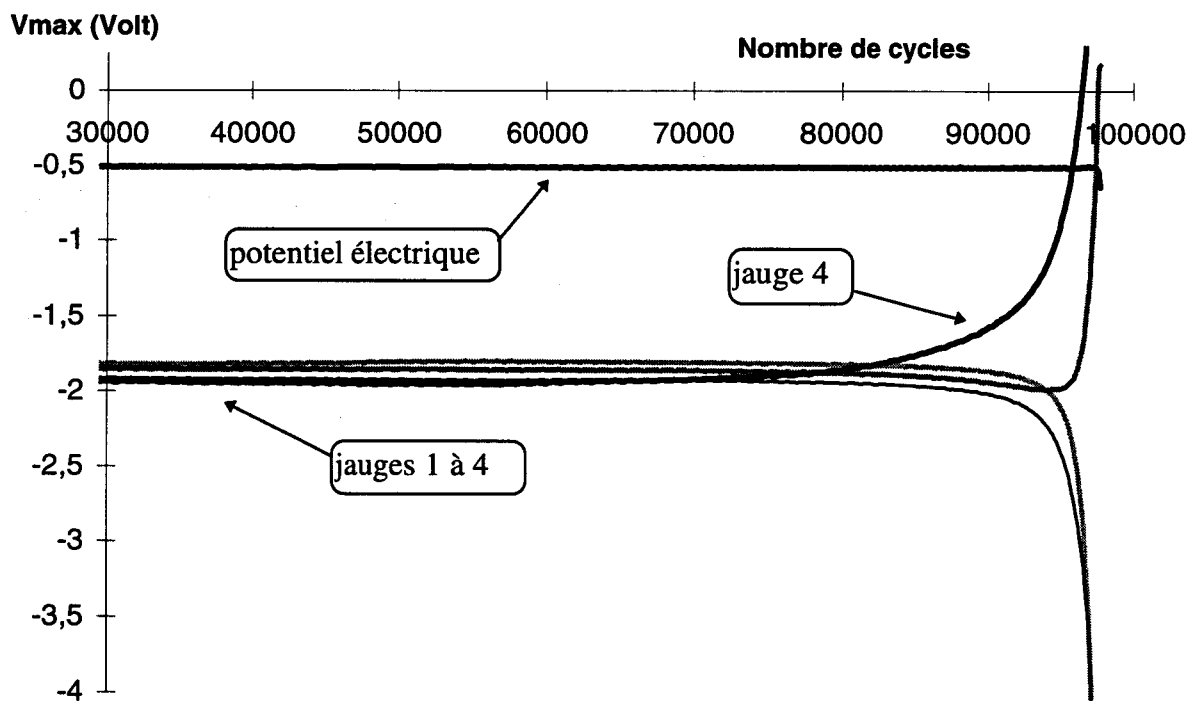 Vmax (Volt)
Nombre de cycles
0
30000 40000 50000 60000 70000 80000 90000 100000
-0,5
potentiel électrique
-1
jauge 4
-1,5
-2
jauges 1 à 4
-2,5
-3
-3,5
-4